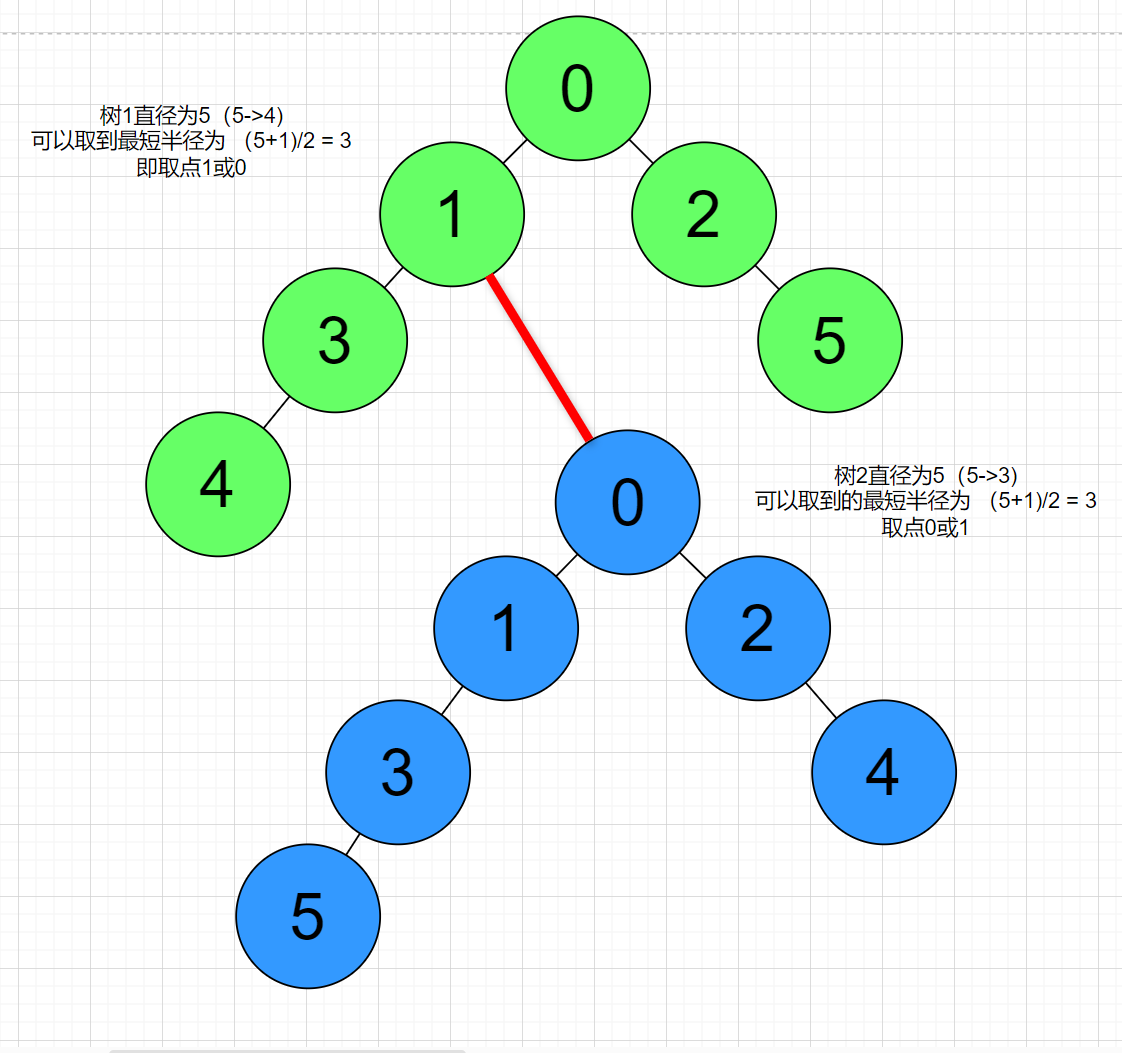 0
树1直径为5（5->4）
可以取到最短半径为 （5+1)/2 = 3
即取点1或0
1
2
3
5
4
树2直径为5（5->3）
可以取到的最短半径为 （5+1)/2 = 3
取点0或1
0
1
2
3
4
5